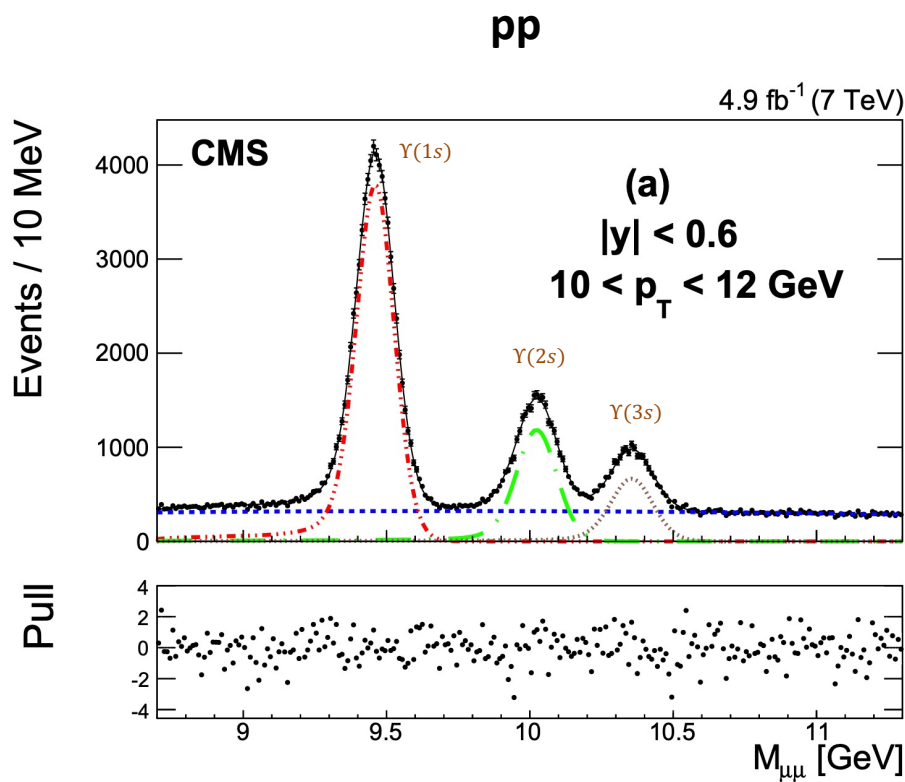 pp
4.9 fb⁻¹ (7 TeV)
CMS
ϒ(1s)
(a)
|y| < 0.6
10 < p_T < 12 GeV
ϒ(2s)
ϒ(3s)
Events / 10 MeV
4000
3000
2000
1000
0
Pull
4
2
0
-2
-4
9 9.5 10 10.5 11
M_μμ [GeV]